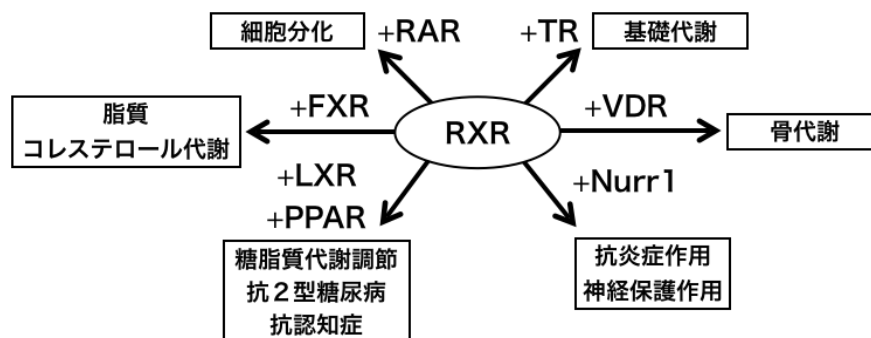 細胞分化
+RAR
+TR
基礎代謝
脂質
コレステロール代謝
+FXR
RXR
+VDR
骨代謝
+LXR
+PPAR
+Nurr1
糖脂質代謝調節
抗２型糖尿病
抗認知症
抗炎症作用
神経保護作用